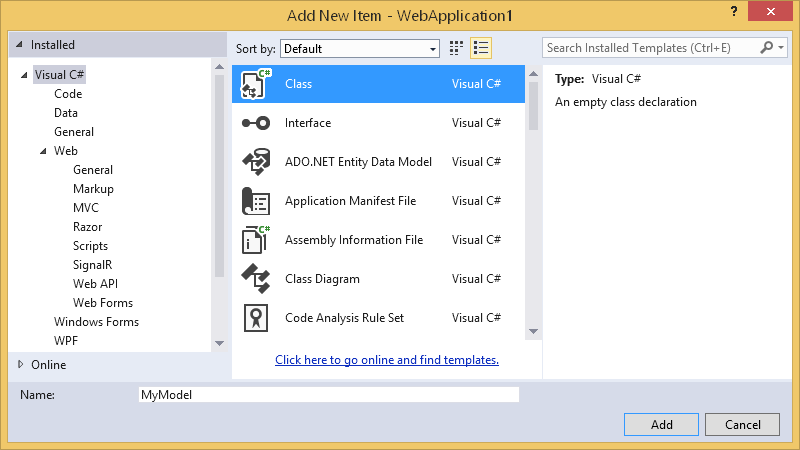 Add New Item - WebApplication1
?
Installed
Sort by: Default
Search Installed Templates (Ctrl+E)
Visual C#
Code
Data
General
Web
General
Markup
MVC
Razor
Scripts
SignalR
Web API
Web Forms
Windows Forms
WPF
Online
C# Class Visual C#
Interface Visual C#
ADO.NET Entity Data Model Visual C#
Application Manifest File Visual C#
C# Assembly Information File Visual C#
Class Diagram Visual C#
Code Analysis Rule Set Visual C#
Click here to go online and find templates.
Type: Visual C#
An empty class declaration
Name: MyModel
Add Cancel